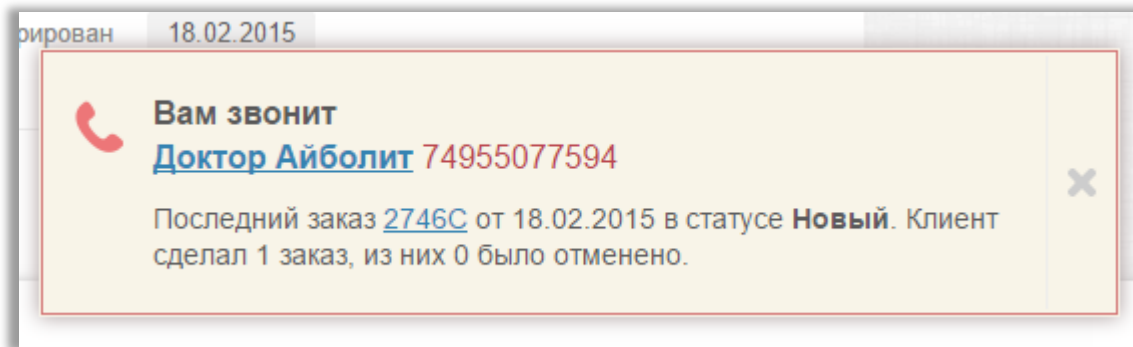 18.02.2015
Вам звонит
Доктор Айболит 74955077594
Последний заказ 2746C от 18.02.2015 в статусе Новый. Клиент
сделал 1 заказ, из них 0 было отменено.